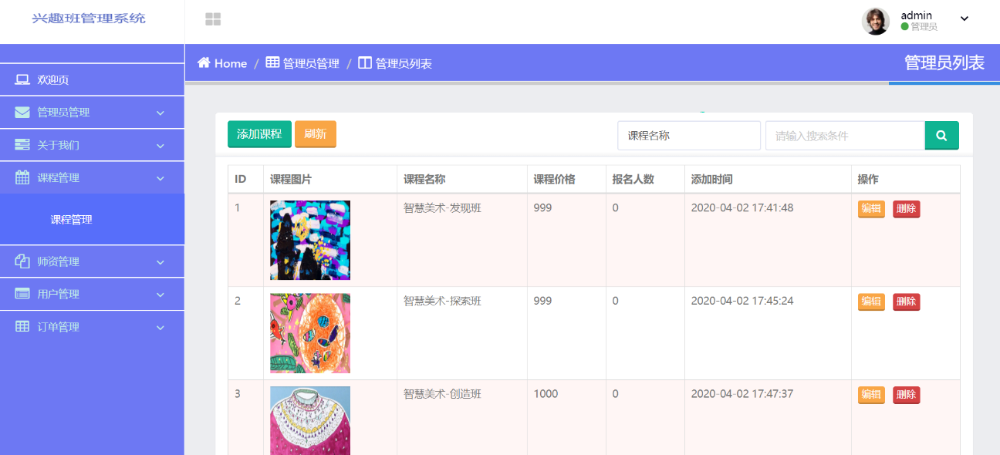 兴趣班管理系统
admin
管理员
Home / 管理员管理 / 管理员列表
管理员列表
欢迎页
管理员管理
关于我们
课程管理
课程管理
师资管理
用户管理
订单管理
添加课程 刷新 课程名称 请输入搜索条件
ID 课程图片 课程名称 课程价格 报名人数 添加时间 操作
1 智慧美术-发现班 999 0 2020-04-02 17:41:48 编辑 删除
2 智慧美术-探索班 999 0 2020-04-02 17:45:24 编辑 删除
3 智慧美术-创造班 1000 0 2020-04-02 17:47:37 编辑 删除